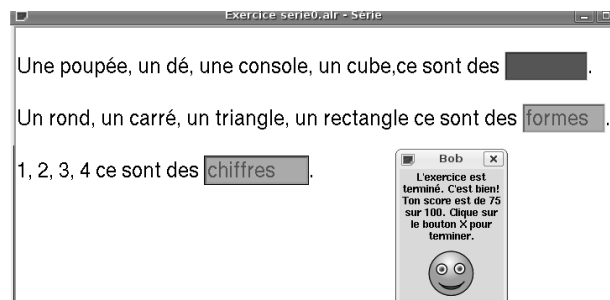 Exercice serie0.alr - Série
Une poupée, un dé, une console, un cube,ce sont des .
Un rond, un carré, un triangle, un rectangle ce sont des formes.
1, 2, 3, 4 ce sont des chiffres.
Bob
L'exercice est
terminé. C'est bien!
Ton score est de 75
sur 100. Clique sur
le bouton X pour
terminer.